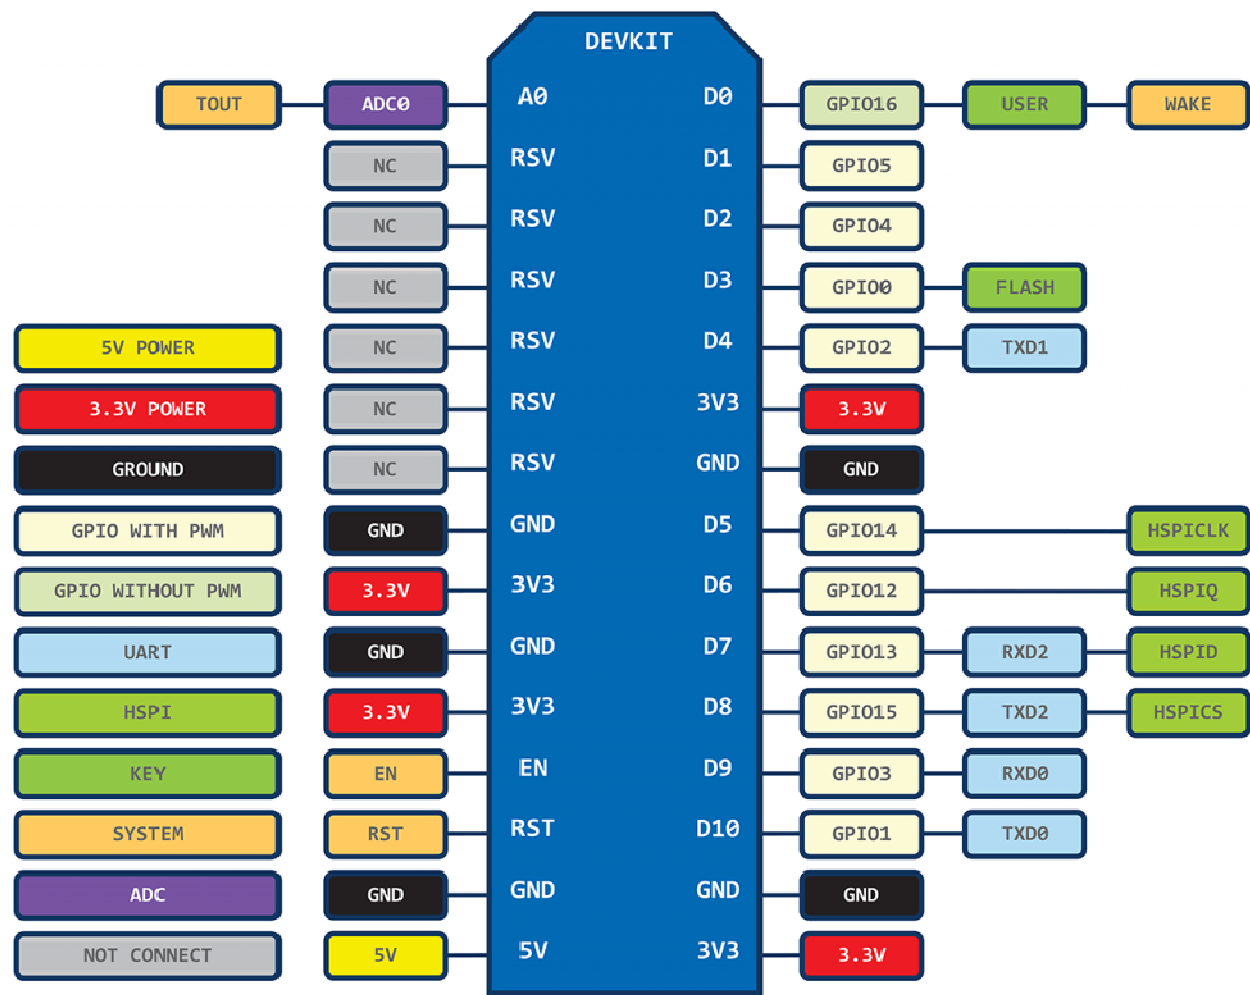 DEVKIT
TOUT ADC0 A0 D0 GPIO16 USER WAKE
NC RSV D1 GPIO5
NC RSV D2 GPIO4
NC RSV D3 GPIO0 FLASH
5V POWER NC RSV D4 GPIO2 TXD1
3.3V POWER NC RSV 3V3 3.3V
GROUND NC RSV GND GND
GPIO WITH PWM GND GND D5 GPIO14 HSPICLK
GPIO WITHOUT PWM 3.3V 3V3 D6 GPIO12 HSPIQ
UART GND GND D7 GPIO13 RXD2 HSPID
HSPI 3.3V 3V3 D8 GPIO15 TXD2 HSPICS
KEY EN EN D9 GPIO3 RXD0
SYSTEM RST RST D10 GPIO1 TXD0
ADC GND GND GND GND
NOT CONNECT 5V 5V 3V3 3.3V